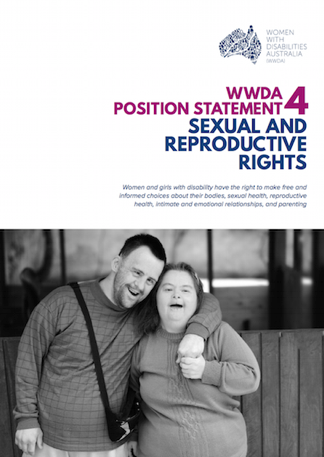 WOMEN
WITH
DISABILITIES
AUSTRALIA
(WWDA)
WWDA
POSITION STATEMENT 4
SEXUAL AND
REPRODUCTIVE
RIGHTS
Women and girls with disability have the right to make free and
informed choices about their bodies, sexual health, reproductive
health, intimate and emotional relationships, and parenting